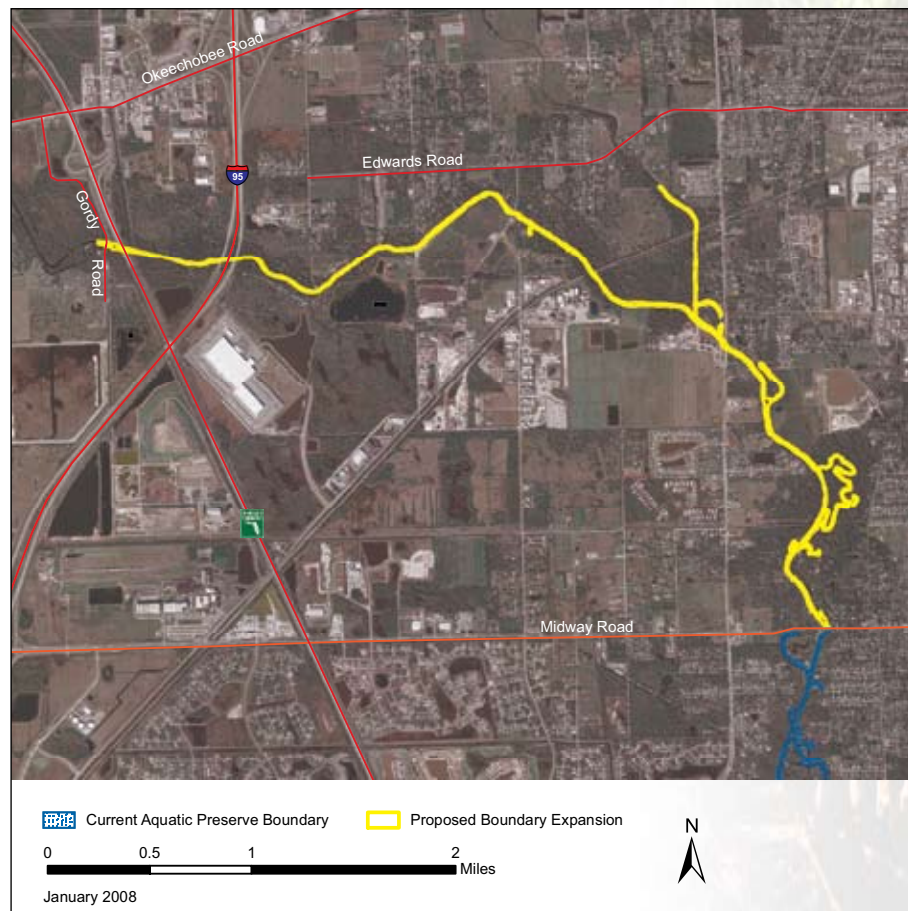 Okeechobee Road
Edwards Road
95
Gordy
Road
Midway Road
Current Aquatic Preserve Boundary
Proposed Boundary Expansion
N
0 0.5 1 2
Miles
January 2008